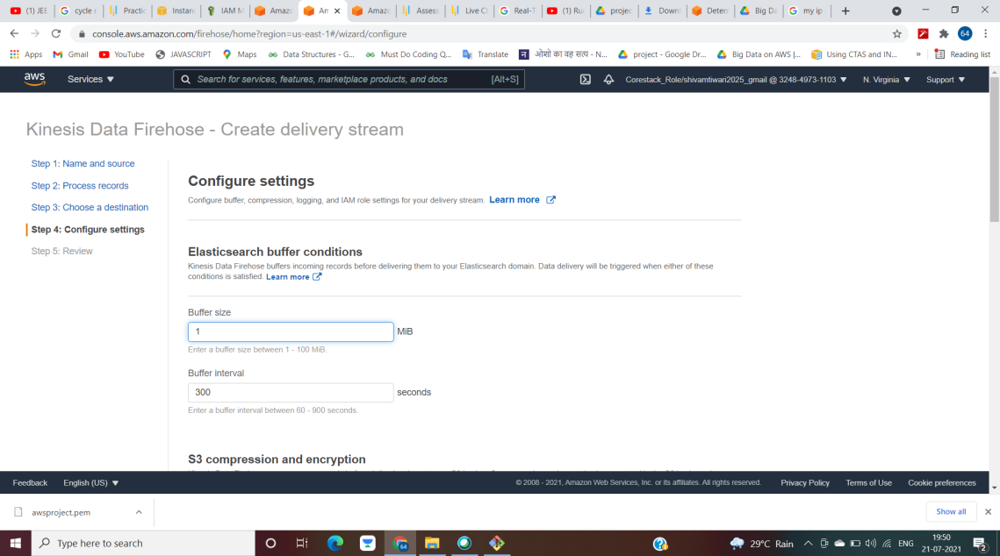 (1) JEE
cycle r
Practic
Instan
IAM M
Amazo
An
Amazo
Assess
Live Cl
Real-T
(1) Ru
projec
Down
Deter
Big Da
my ip
console.aws.amazon.com/firehose/home?region=us-east-1#/wizard/configure
64
Apps
Gmail
YouTube
JAVASCRIPT
Maps
Data Structures - G...
Must Do Coding Q...
Translate
ओशो का वह सत्य - N...
project - Google Dr...
Big Data on AWS |...
Using CTAS and IN...
»
Reading list
aws
Services
Search for services, features, marketplace products, and docs
[Alt+S]
Corestack_Role/shivamtiwari2025_gmail @ 3248-4973-1103
N. Virginia
Support
Kinesis Data Firehose - Create delivery stream
Step 1: Name and source
Step 2: Process records
Step 3: Choose a destination
Step 4: Configure settings
Step 5: Review
Configure settings
Configure buffer, compression, logging, and IAM role settings for your delivery stream. Learn more
Elasticsearch buffer conditions
Kinesis Data Firehose buffers incoming records before delivering them to your Elasticsearch domain. Data delivery will be triggered when either of these
conditions is satisfied. Learn more
Buffer size
1 MiB
Enter a buffer size between 1 - 100 MiB.
Buffer interval
300 seconds
Enter a buffer interval between 60 - 900 seconds.
S3 compression and encryption
Feedback
English (US)
© 2008 - 2021, Amazon Web Services, Inc. or its affiliates. All rights reserved.
Privacy Policy
Terms of Use
Cookie preferences
awsproject.pem
Show all
Type here to search
64
29°C Rain
ENG
19:50
21-07-2021
2